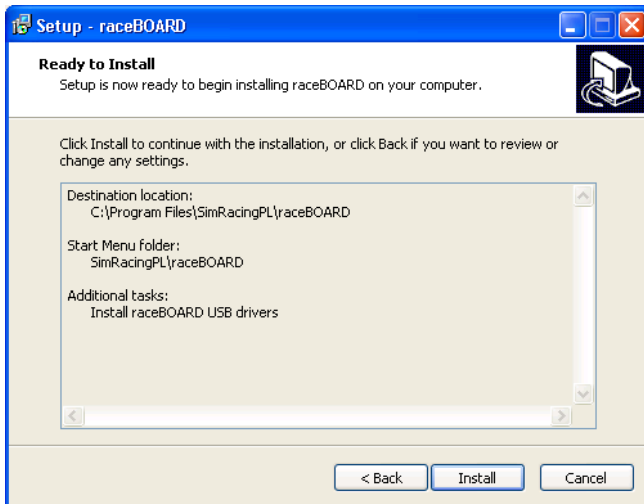 Setup - raceBOARD
Ready to Install
Setup is now ready to begin installing raceBOARD on your computer.
Click Install to continue with the installation, or click Back if you want to review or
change any settings.
Destination location:
C:\Program Files\SimRacingPL\raceBOARD
Start Menu folder:
SimRacingPL\raceBOARD
Additional tasks:
Install raceBOARD USB drivers
< Back
Install
Cancel